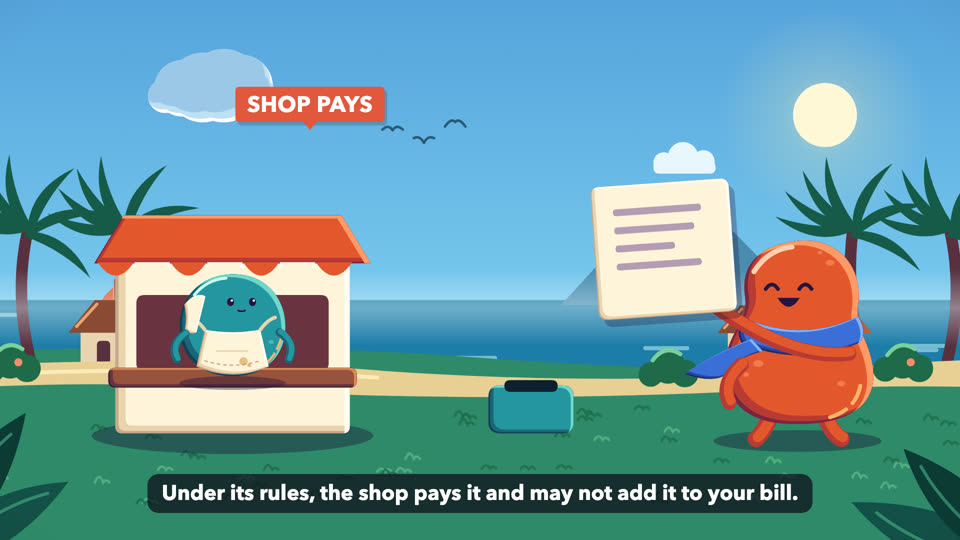 SHOP PAYS
Under its rules, the shop pays it and may not add it to your bill.